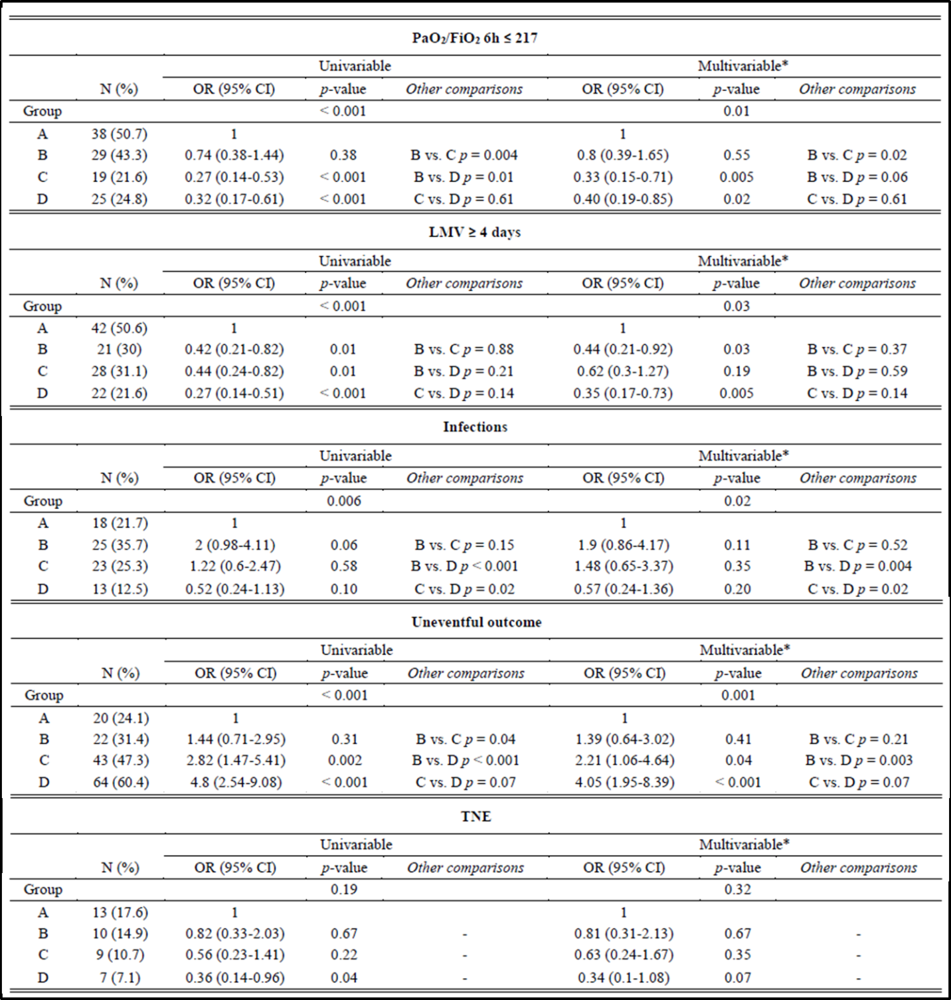 PaO₂/FiO₂ 6h ≤ 217
Univariable Multivariable*
N (%) OR (95% CI) p-value Other comparisons OR (95% CI) p-value Other comparisons
Group < 0.001 0.01
A 38 (50.7) 1 1
B 29 (43.3) 0.74 (0.38-1.44) 0.38 B vs. C p = 0.004 0.8 (0.39-1.65) 0.55 B vs. C p = 0.02
C 19 (21.6) 0.27 (0.14-0.53) < 0.001 B vs. D p = 0.01 0.33 (0.15-0.71) 0.005 B vs. D p = 0.06
D 25 (24.8) 0.32 (0.17-0.61) < 0.001 C vs. D p = 0.61 0.40 (0.19-0.85) 0.02 C vs. D p = 0.61
LMV ≥ 4 days
Univariable Multivariable*
N (%) OR (95% CI) p-value Other comparisons OR (95% CI) p-value Other comparisons
Group < 0.001 0.03
A 42 (50.6) 1 1
B 21 (30) 0.42 (0.21-0.82) 0.01 B vs. C p = 0.88 0.44 (0.21-0.92) 0.03 B vs. C p = 0.37
C 28 (31.1) 0.44 (0.24-0.82) 0.01 B vs. D p = 0.21 0.62 (0.3-1.27) 0.19 B vs. D p = 0.59
D 22 (21.6) 0.27 (0.14-0.51) < 0.001 C vs. D p = 0.14 0.35 (0.17-0.73) 0.005 C vs. D p = 0.14
Infections
Univariable Multivariable*
N (%) OR (95% CI) p-value Other comparisons OR (95% CI) p-value Other comparisons
Group 0.006 0.02
A 18 (21.7) 1 1
B 25 (35.7) 2 (0.98-4.11) 0.06 B vs. C p = 0.15 1.9 (0.86-4.17) 0.11 B vs. C p = 0.52
C 23 (25.3) 1.22 (0.6-2.47) 0.58 B vs. D p < 0.001 1.48 (0.65-3.37) 0.35 B vs. D p = 0.004
D 13 (12.5) 0.52 (0.24-1.13) 0.10 C vs. D p = 0.02 0.57 (0.24-1.36) 0.20 C vs. D p = 0.02
Uneventful outcome
Univariable Multivariable*
N (%) OR (95% CI) p-value Other comparisons OR (95% CI) p-value Other comparisons
Group < 0.001 0.001
A 20 (24.1) 1 1
B 22 (31.4) 1.44 (0.71-2.95) 0.31 B vs. C p = 0.04 1.39 (0.64-3.02) 0.41 B vs. C p = 0.21
C 43 (47.3) 2.82 (1.47-5.41) 0.002 B vs. D p < 0.001 2.21 (1.06-4.64) 0.04 B vs. D p = 0.003
D 64 (60.4) 4.8 (2.54-9.08) < 0.001 C vs. D p = 0.07 4.05 (1.95-8.39) < 0.001 C vs. D p = 0.07
TNE
Univariable Multivariable*
N (%) OR (95% CI) p-value Other comparisons OR (95% CI) p-value Other comparisons
Group 0.19 0.32
A 13 (17.6) 1 1
B 10 (14.9) 0.82 (0.33-2.03) 0.67 - 0.81 (0.31-2.13) 0.67 -
C 9 (10.7) 0.56 (0.23-1.41) 0.22 - 0.63 (0.24-1.67) 0.35 -
D 7 (7.1) 0.36 (0.14-0.96) 0.04 - 0.34 (0.1-1.08) 0.07 -